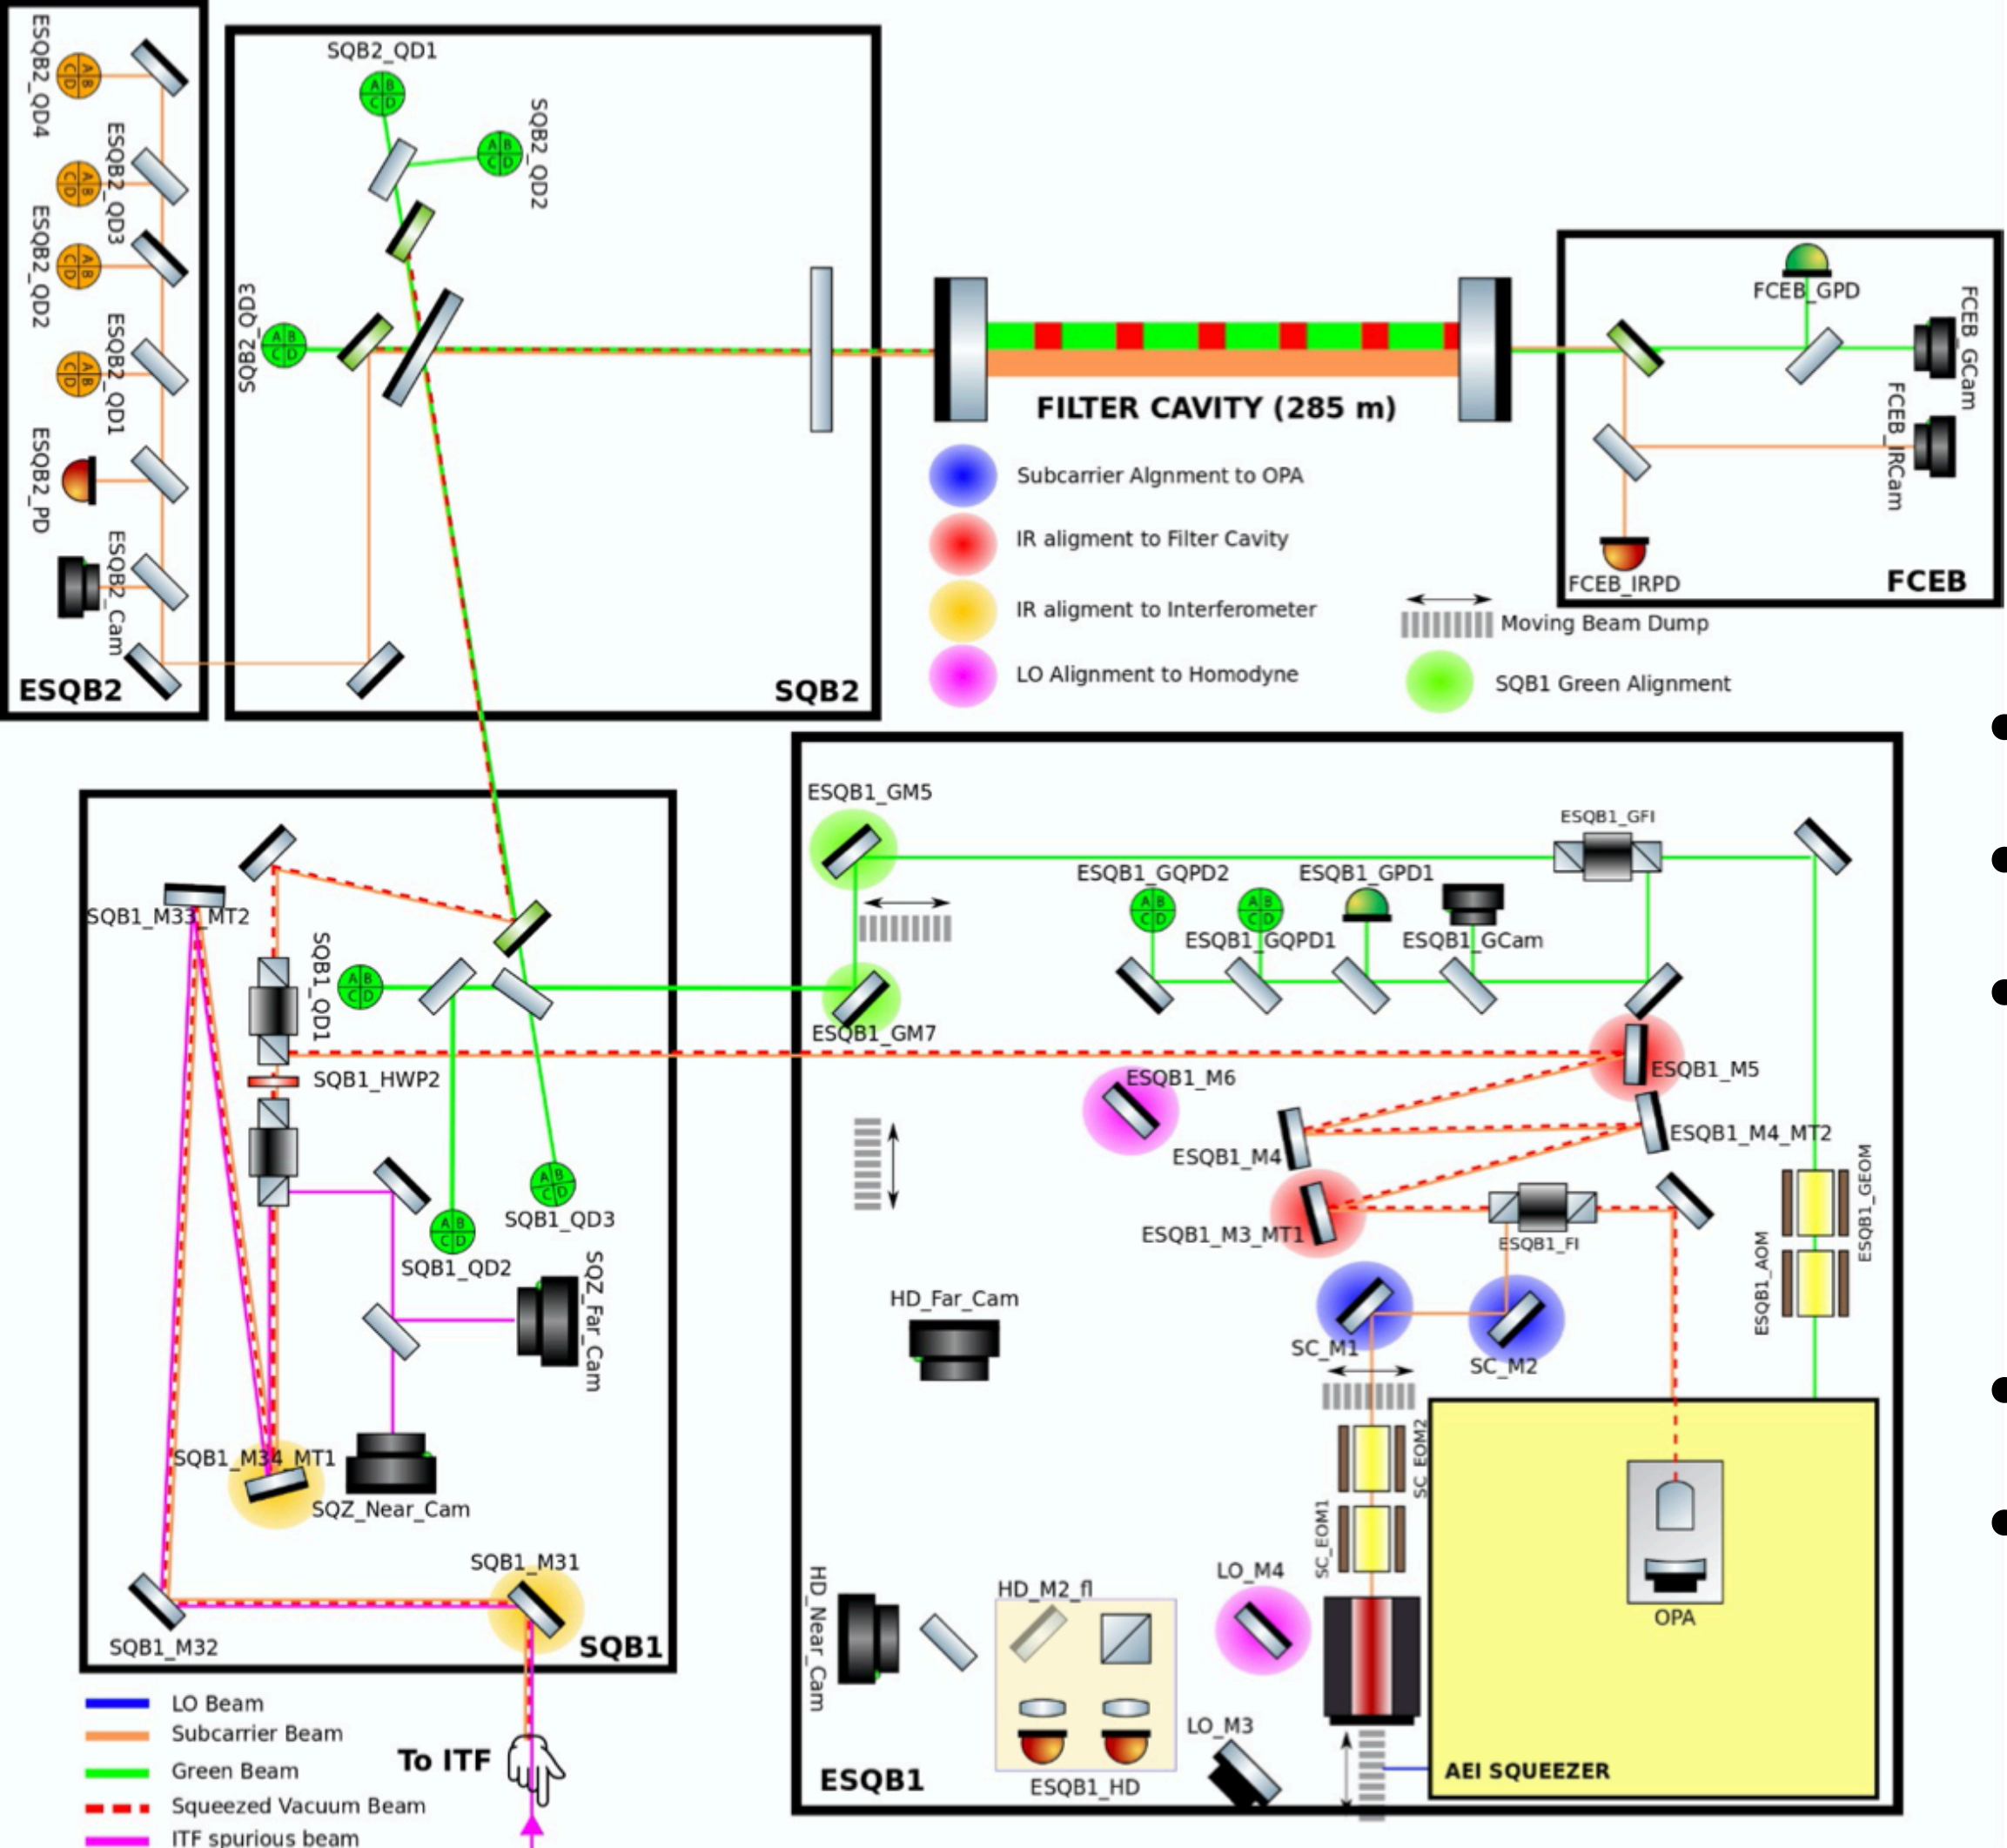 ESQB2_QD4
ESQB2_QD3
ESQB2_QD2
ESQB2_QD1
ESQB2_PD
ESQB2_Cam
ESQB2
SQB2_QD1
A B
C D
SQB2_QD2
SQB2_QD3
SQB2
FILTER CAVITY (285 m)
Subcarrier Algnment to OPA
IR aligment to Filter Cavity
IR aligment to Interferometer
LO Alignment to Homodyne
Moving Beam Dump
SQB1 Green Alignment
FCEB_GPD
FCEB_GCam
FCEB_IRCam
FCEB_IRPD
FCEB
SQB1_M33_MT2
SQB1_QD1
SQB1_HWP2
SQB1_QD3
SQB1_QD2
SQZ_Far_Cam
SQB1_M34_MT1
SQZ_Near_Cam
SQB1_M31
SQB1_M32
SQB1
ESQB1_GM5
ESQB1_GFI
ESQB1_GQPD2
ESQB1_GPD1
ESQB1_GQPD1
ESQB1_GCam
ESQB1_GM7
ESQB1_M5
ESQB1_M6
ESQB1_M4_MT2
ESQB1_M4
ESQB1_M3_MT1
ESQB1_FI
ESQB1_GEOM
ESQB1_AOM
HD_Far_Cam
SC_M1
SC_M2
SC_EOM2
SC_EOM1
OPA
LO_M4
HD_M2_fl
HD_Near_Cam
LO_M3
ESQB1_HD
ESQB1
AEI SQUEEZER
LO Beam
Subcarrier Beam
Green Beam
Squeezed Vacuum Beam
ITF spurious beam
To ITF